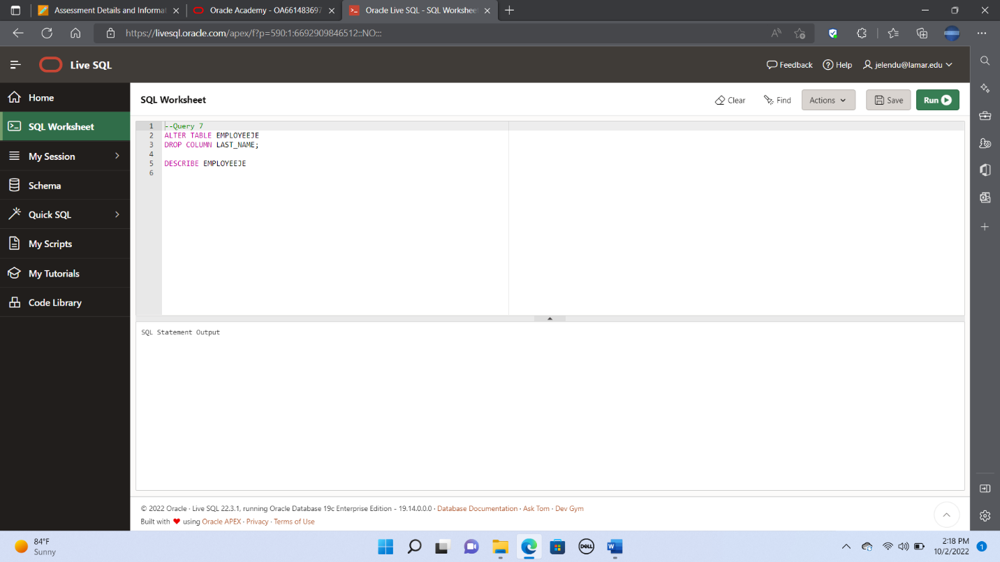 Assessment Details and Informat
Oracle Academy - OA661483697
Oracle Live SQL - SQL Workshee
https://livesql.oracle.com/apex/f?p=590:1:6692909846512::NO:::
Live SQL
Feedback
Help
jelendu@lamar.edu
Home
SQL Worksheet
My Session
Schema
Quick SQL
My Scripts
My Tutorials
Code Library
SQL Worksheet
Clear
Find
Actions
Save
Run
1 --Query 7
2 ALTER TABLE EMPLOYEEJE
3 DROP COLUMN LAST_NAME;
4
5 DESCRIBE EMPLOYEEJE
6
SQL Statement Output
© 2022 Oracle · Live SQL 22.3.1, running Oracle Database 19c Enterprise Edition - 19.14.0.0.0 · Database Documentation · Ask Tom · Dev Gym
Built with ❤ using Oracle APEX · Privacy · Terms of Use
84°F
Sunny
DELL
2:18 PM
10/2/2022
1